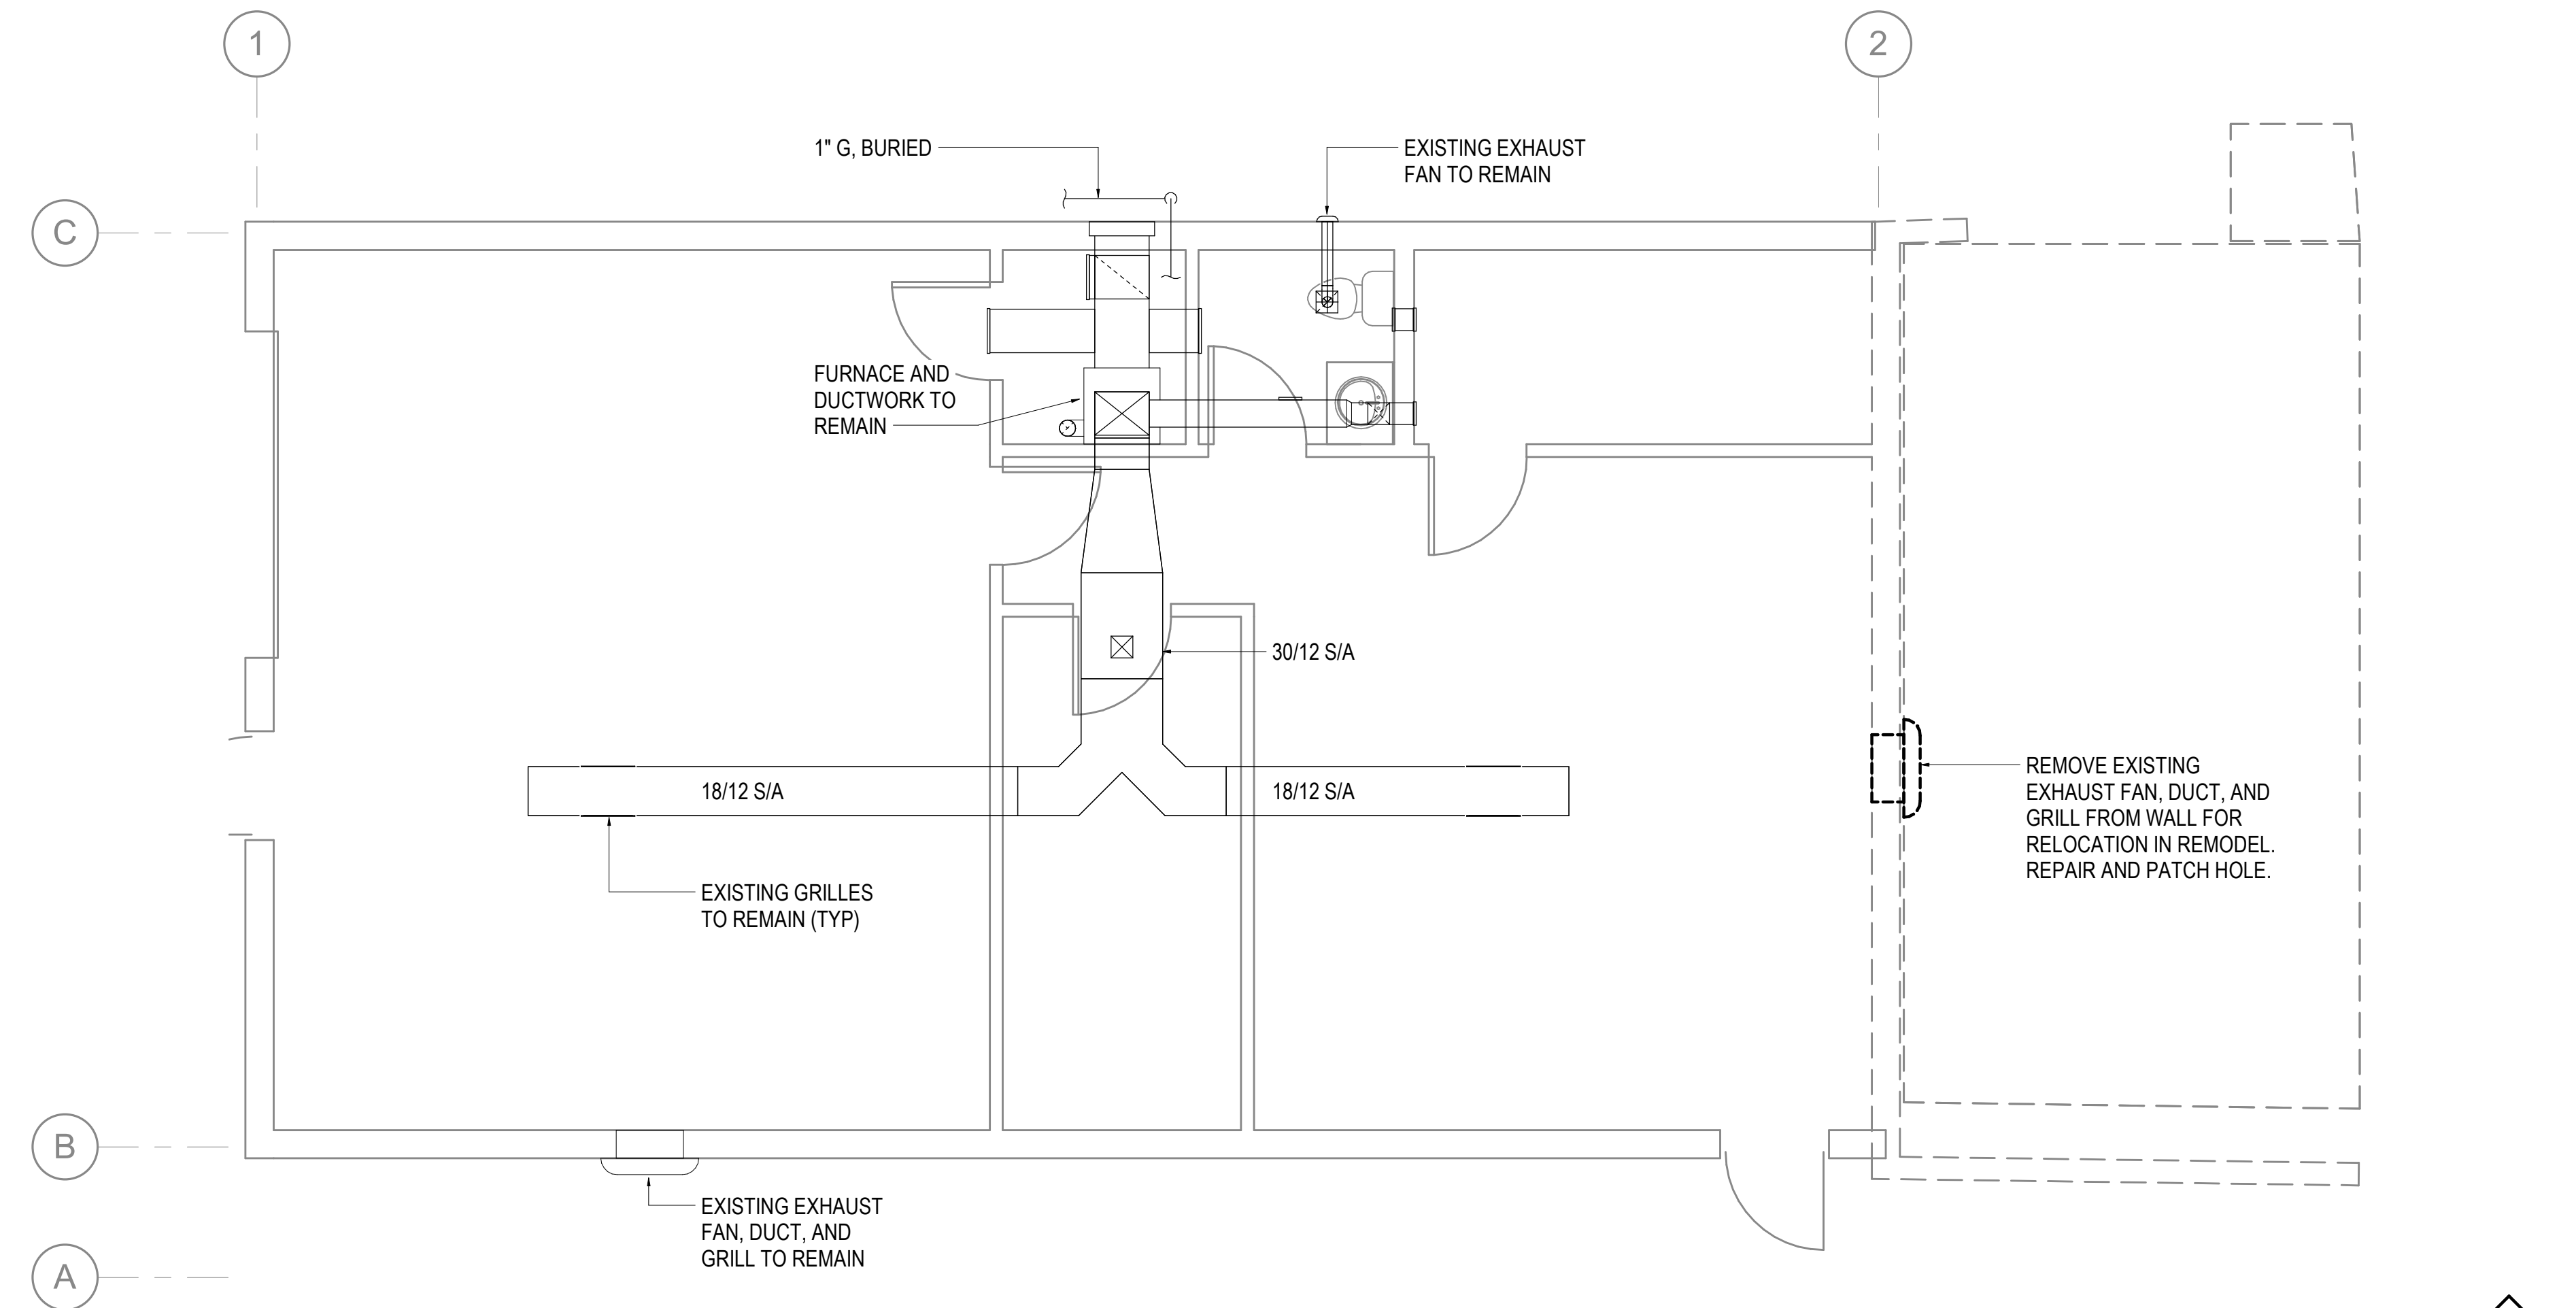 1
2
1" G, BURIED
EXISTING EXHAUST
FAN TO REMAIN
C
FURNACE AND
DUCTWORK TO
REMAIN
30/12 S/A
18/12 S/A
18/12 S/A
REMOVE EXISTING
EXHAUST FAN, DUCT, AND
GRILL FROM WALL FOR
RELOCATION IN REMODEL.
REPAIR AND PATCH HOLE.
EXISTING GRILLES
TO REMAIN (TYP)
B
EXISTING EXHAUST
FAN, DUCT, AND
GRILL TO REMAIN
A